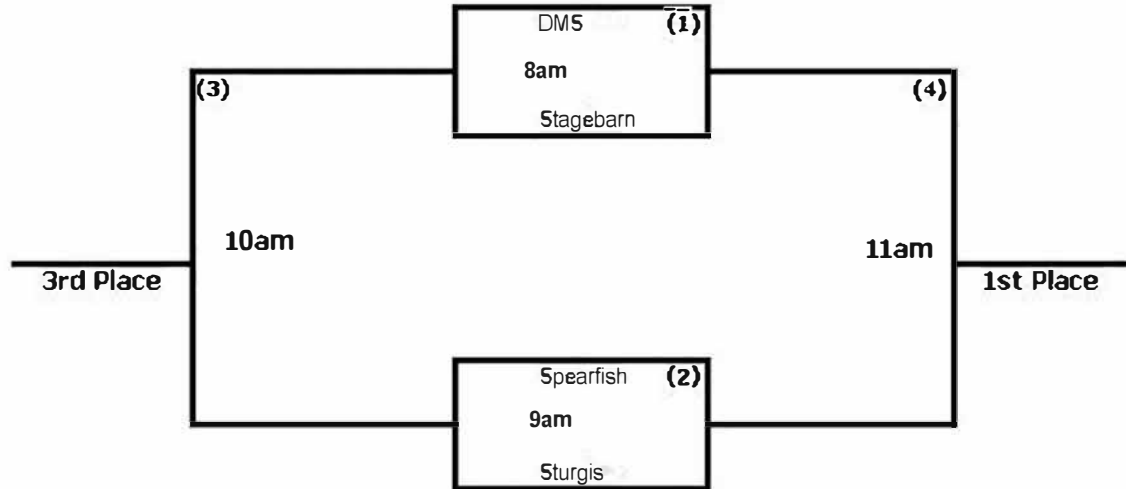 DMS (1)
8am
Stagebarn
(3)
(4)
10am
11am
3rd Place
1st Place
Spearfish (2)
9am
Sturgis